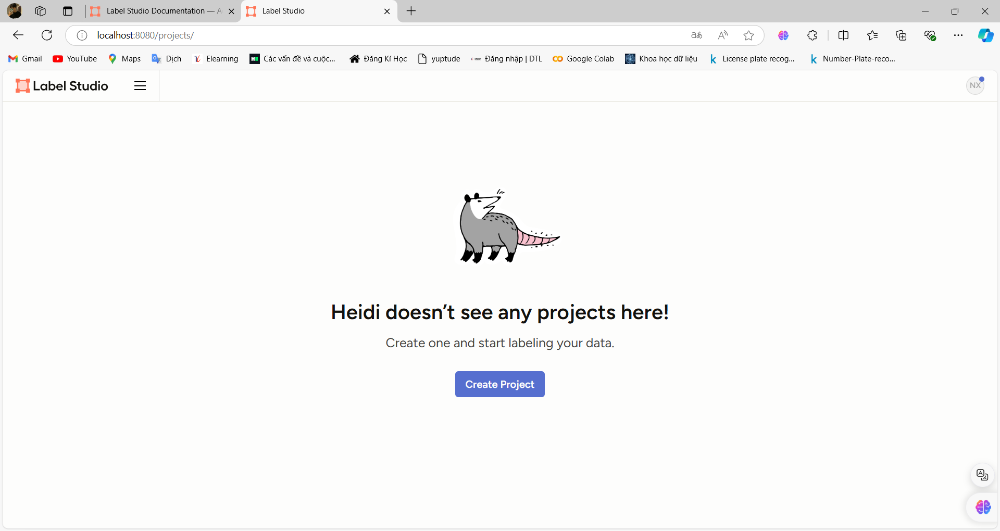 Label Studio Documentation — A
Label Studio
localhost:8080/projects/
Gmail
YouTube
Maps
Dịch
Elearning
Các vấn đề và cuộc...
Đăng Kí Học
yuptude
Đăng nhập | DTL
Google Colab
Khoa học dữ liệu
License plate recog...
Number-Plate-reco...
Label Studio
NX
Heidi doesn’t see any projects here!
Create one and start labeling your data.
Create Project